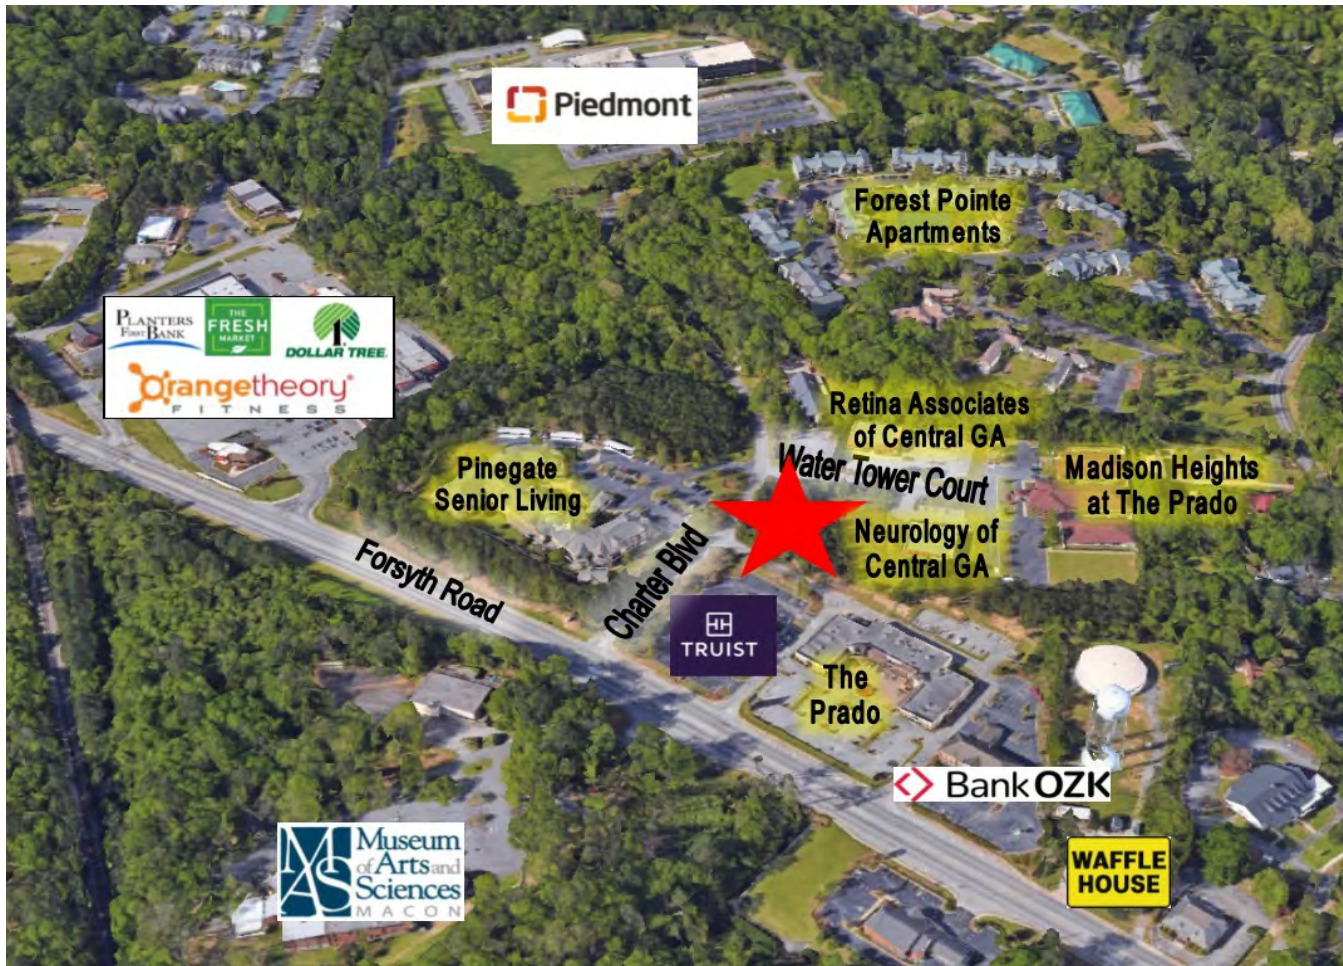 Piedmont
Forest Pointe
Apartments
PLANTERS
FIRST BANK
THE
FRESH
MARKET
DOLLAR TREE
1
Orangetheory®
FITNESS
Retina Associates
of Central GA
Water Tower Court
Pinegate
Senior Living
Madison Heights
at The Prado
Neurology of
Central GA
Forsyth Road
Charter Blvd
TRUIST
The
Prado
Bank OZK
MAS
Museum
of Arts and
Sciences
MACON
WAFFLE
HOUSE